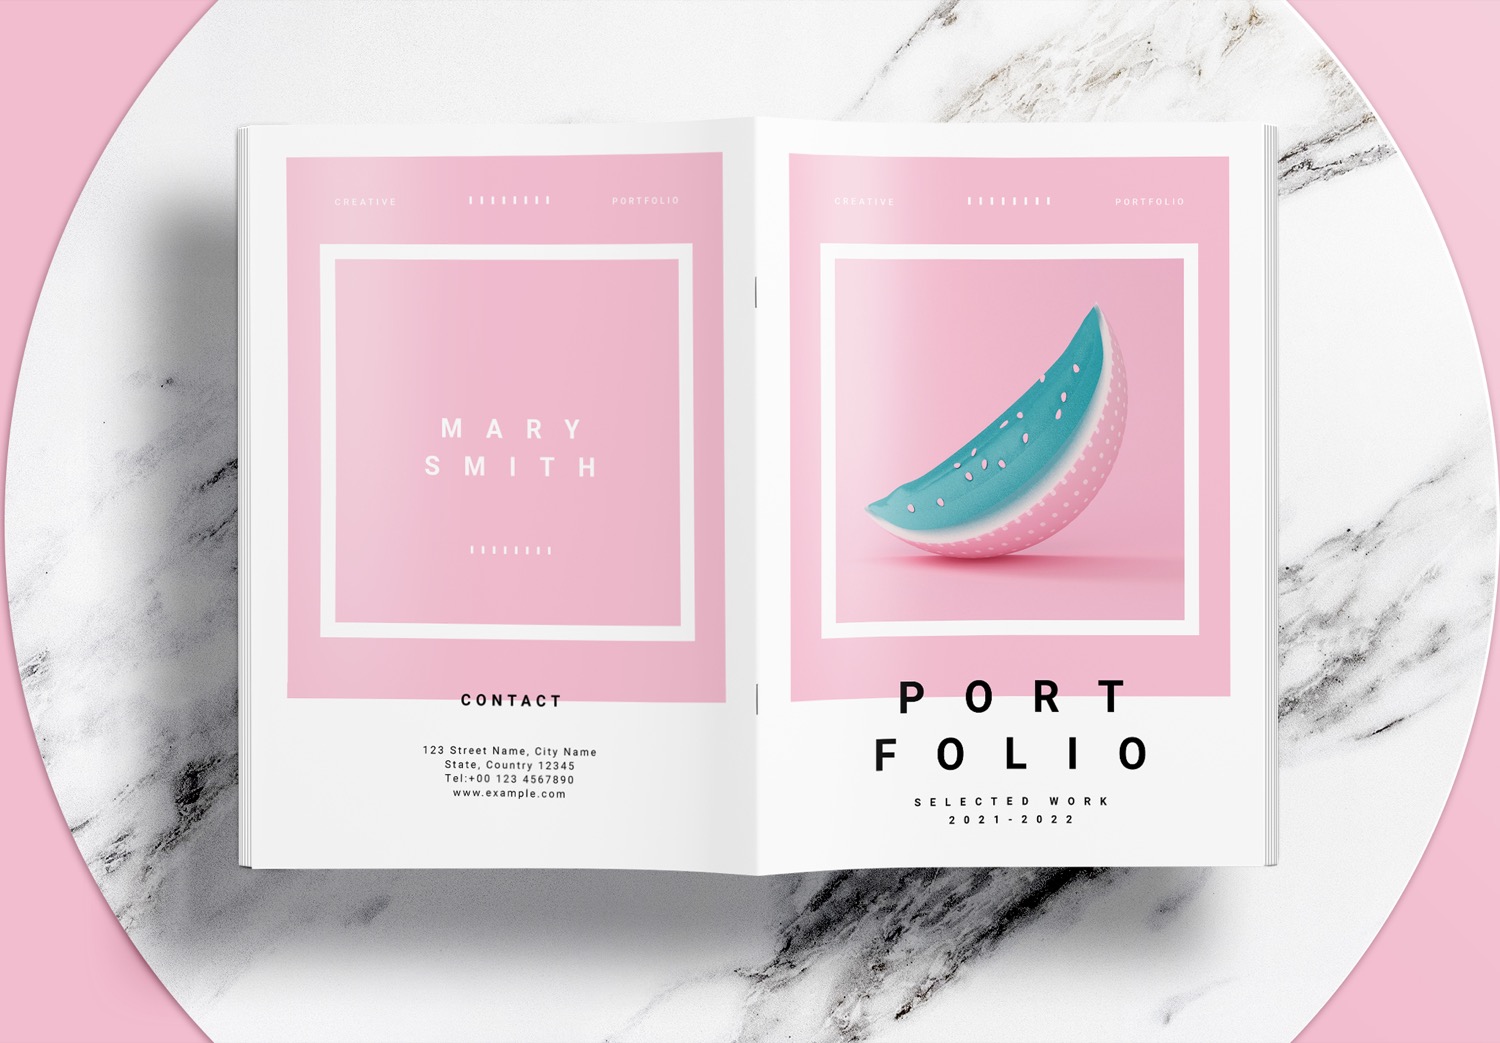 CREATIVE
PORTFOLIO
MARY
SMITH
CONTACT
123 Street Name, City Name
State, Country 12345
Tel:+00 123 4567890
www.example.com
CREATIVE
PORTFOLIO
PORT
FOLIO
SELECTED WORK
2021-2022